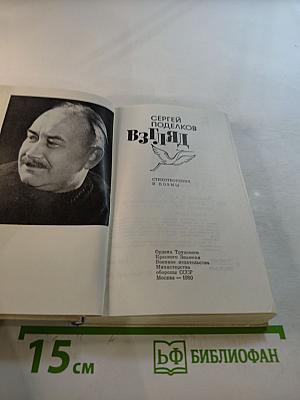 СЕРГЕЙ
ПОДЕЛКОВ
ВЗГЛЯД
СТИХОТВОРЕНИЯ
И ПОЭМЫ
Ордена Трудового
Красного Знамени
Военное издательство
Министерства
обороны СССР
Москва — 1980
15 СМ
БФ БИБЛИОФАН